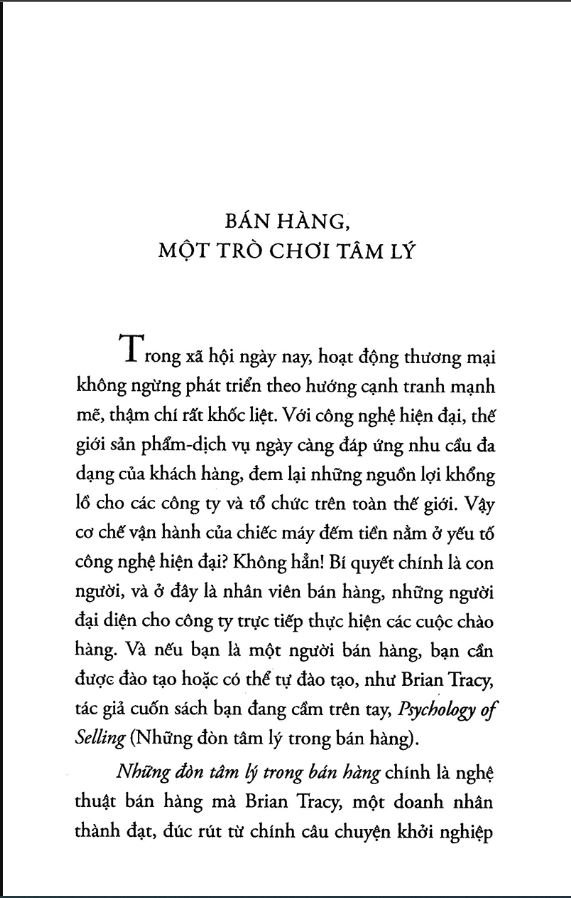 BÁN HÀNG,
MỘT TRÒ CHƠI TÂM LÝ
Trong xã hội ngày nay, hoạt động thương mại
không ngừng phát triển theo hướng cạnh tranh mạnh
mẽ, thậm chí rất khốc liệt. Với công nghệ hiện đại, thế
giới sản phẩm-dịch vụ ngày càng đáp ứng nhu cầu đa
dạng của khách hàng, đem lại những nguồn lợi khổng
lồ cho các công ty và tổ chức trên toàn thế giới. Vậy
cơ chế vận hành của chiếc máy đếm tiền nằm ở yếu tố
công nghệ hiện đại? Không hẳn! Bí quyết chính là con
người, và ở đây là nhân viên bán hàng, những người
đại diện cho công ty trực tiếp thực hiện các cuộc chào
hàng. Và nếu bạn là một người bán hàng, bạn cần
được đào tạo hoặc có thể tự đào tạo, như Brian Tracy,
tác giả cuốn sách bạn đang cầm trên tay, Psychology of
Selling (Những đòn tâm lý trong bán hàng).
Những đòn tâm lý trong bán hàng chính là nghệ
thuật bán hàng mà Brian Tracy, một doanh nhân
thành đạt, đúc rút từ chính câu chuyện khởi nghiệp